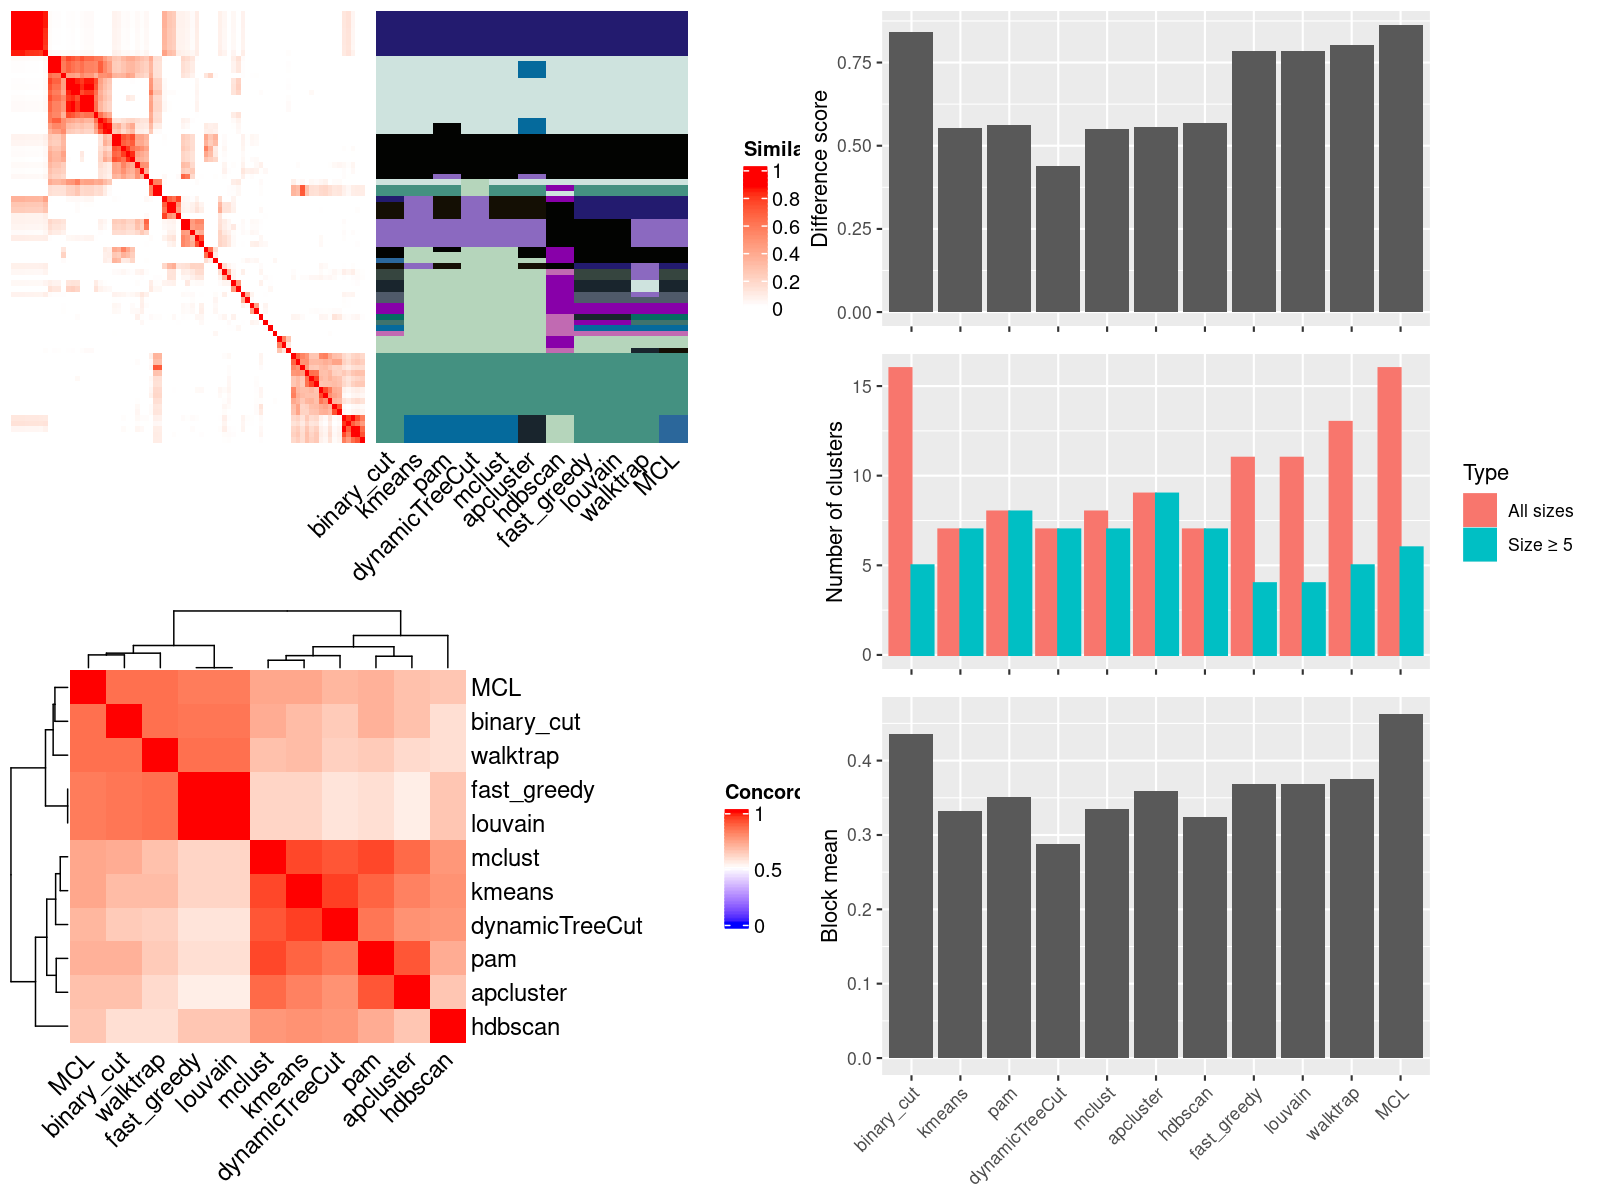 Simila
1
0.8
0.6
0.4
0.2
0
binary_cut
kmeans
pam
dynamicTreeCut
mclust
apcluster
hdbscan
fast_greedy
louvain
walktrap
MCL
Difference score
0.75
0.50
0.25
0.00
Number of clusters
15
10
5
0
Type
All sizes
Size ≥ 5
MCL
binary_cut
walktrap
fast_greedy
louvain
mclust
kmeans
dynamicTreeCut
pam
apcluster
hdbscan
MCL
binary_cut
walktrap
fast_greedy
louvain
mclust
kmeans
dynamicTreeCut
pam
apcluster
hdbscan
Concord
1
0.5
0
Block mean
0.4
0.3
0.2
0.1
0.0
binary_cut
kmeans
pam
dynamicTreeCut
mclust
apcluster
hdbscan
fast_greedy
louvain
walktrap
MCL